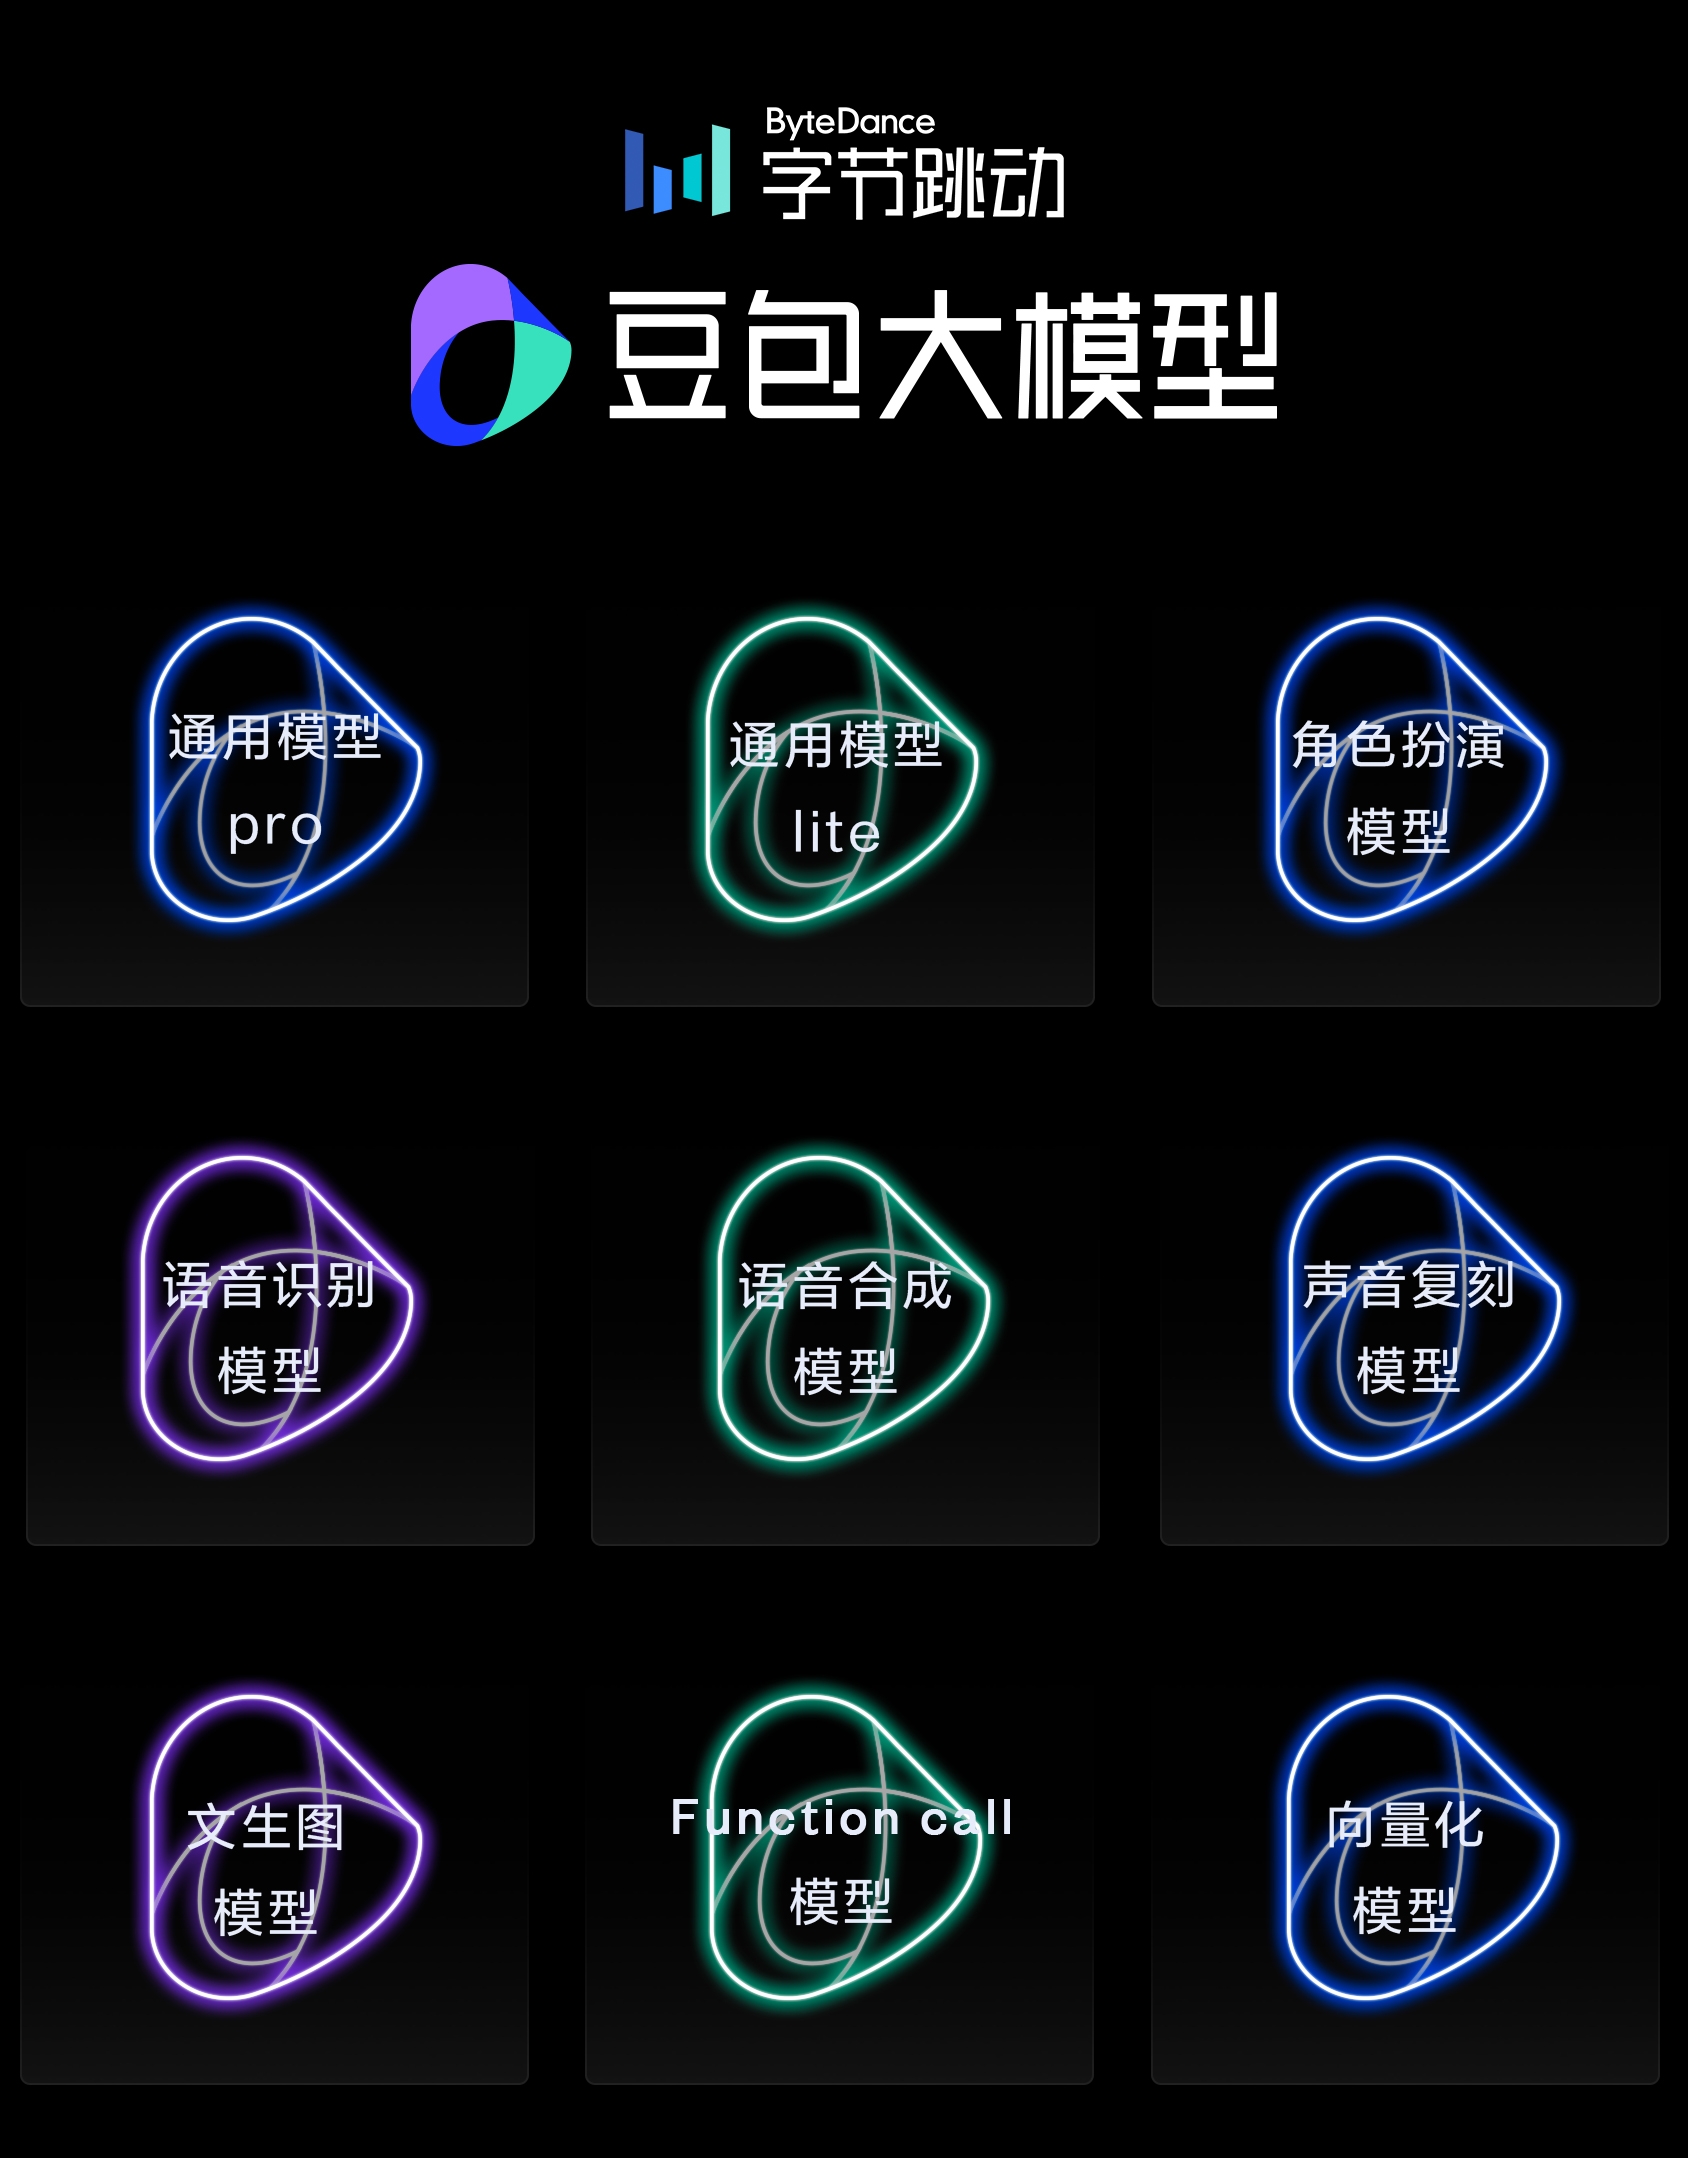 ByteDance
字节跳动
豆包大模型
通用模型
pro
通用模型
lite
角色扮演
模型
语音识别
模型
语音合成
模型
声音复刻
模型
文生图
模型
Function call
模型
向量化
模型